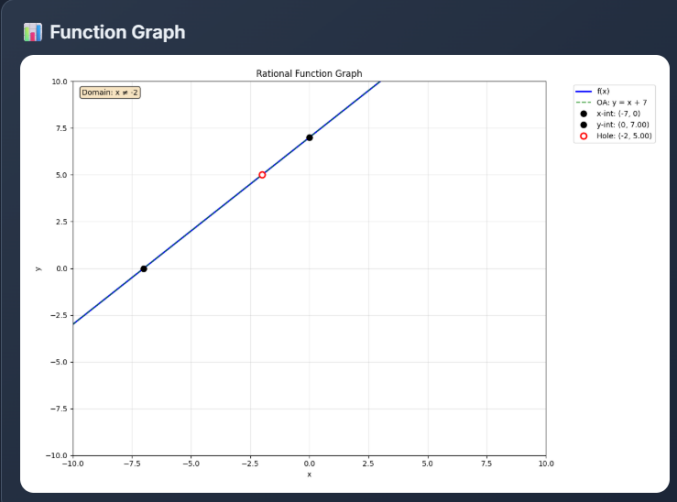 📊 Function Graph
Rational Function Graph
Domain: x ≠ -2
10.0
7.5
5.0
2.5
0.0
−2.5
−5.0
−7.5
−10.0
y
−10.0 −7.5 −5.0 −2.5 0.0 2.5 5.0 7.5 10.0
x
f(x)
OA: y = x + 7
x-int: (-7, 0)
y-int: (0, 7.00)
Hole: (-2, 5.00)